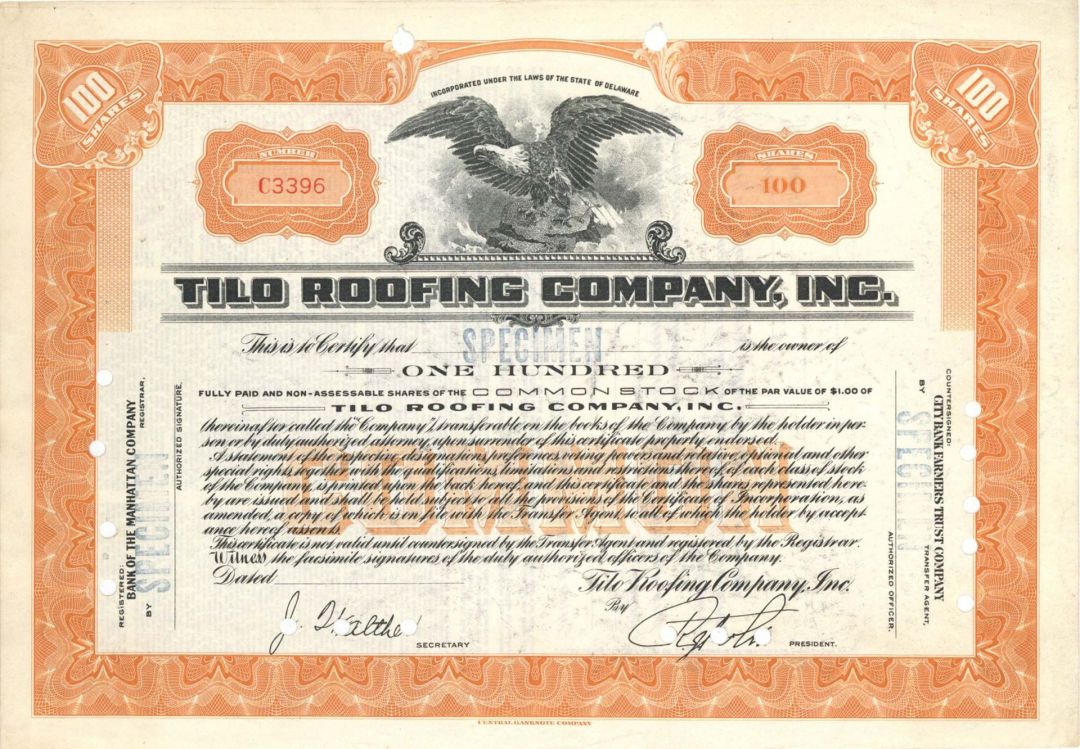 100 SHARES
100 SHARES
INCORPORATED UNDER THE LAWS OF THE STATE OF DELAWARE
NUMBER
C3396
SHARES
100
TILO ROOFING COMPANY, INC.
SPECIMEN
This is to Certify that is the owner of
ONE HUNDRED
FULLY PAID AND NON-ASSESSABLE SHARES OF THE COMMON STOCK OF THE PAR VALUE OF $1.00 OF
TILO ROOFING COMPANY, INC.
(hereinafter called the "Company"), transferable on the books of the Company by the holder in per-
son or by duly authorized attorney, upon surrender of this certificate properly endorsed.
A statement of the respective designations, preferences, voting powers and relative, optional and other
special rights, together with the qualifications, limitations and restrictions thereof, of each class of stock
of the Company, is printed upon the back hereof, and this certificate and the shares represented here-
by are issued and shall be held subject to all the provisions of the Certificate of Incorporation, as
amended, a copy of which is on file with the Transfer Agent, to all of which the holder by accept-
ance hereof assents.
COMMON
This certificate is not valid until countersigned by the Transfer Agent and registered by the Registrar.
Witness the facsimile signatures of the duly authorized officers of the Company.
Dated
Tilo Roofing Company, Inc.
By
SECRETARY
PRESIDENT.
REGISTERED:
BANK OF THE MANHATTAN COMPANY
REGISTRAR,
BY
SPECIMEN
AUTHORIZED SIGNATURE.
COUNTERSIGNED:
CITY BANK FARMERS TRUST COMPANY
TRANSFER AGENT,
BY
SPECIMEN
AUTHORIZED OFFICER.
CENTRAL BANKNOTE COMPANY